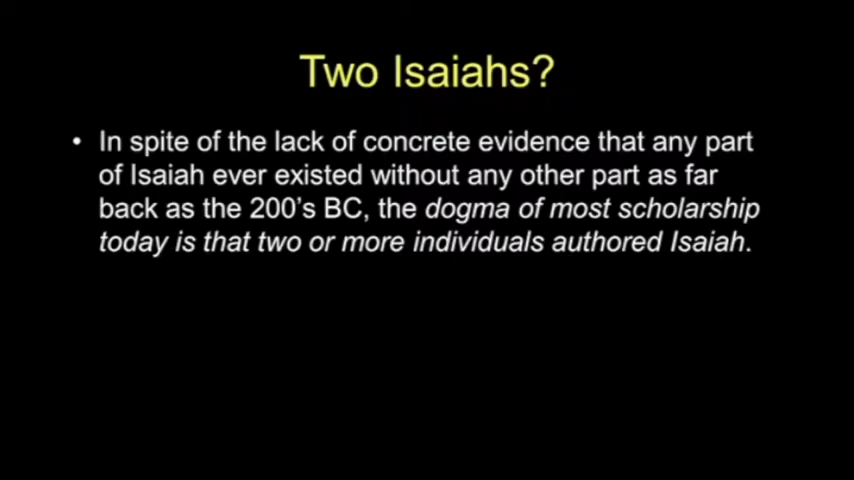 Two Isaiahs?
• In spite of the lack of concrete evidence that any part
of Isaiah ever existed without any other part as far
back as the 200's BC, the dogma of most scholarship
today is that two or more individuals authored Isaiah.